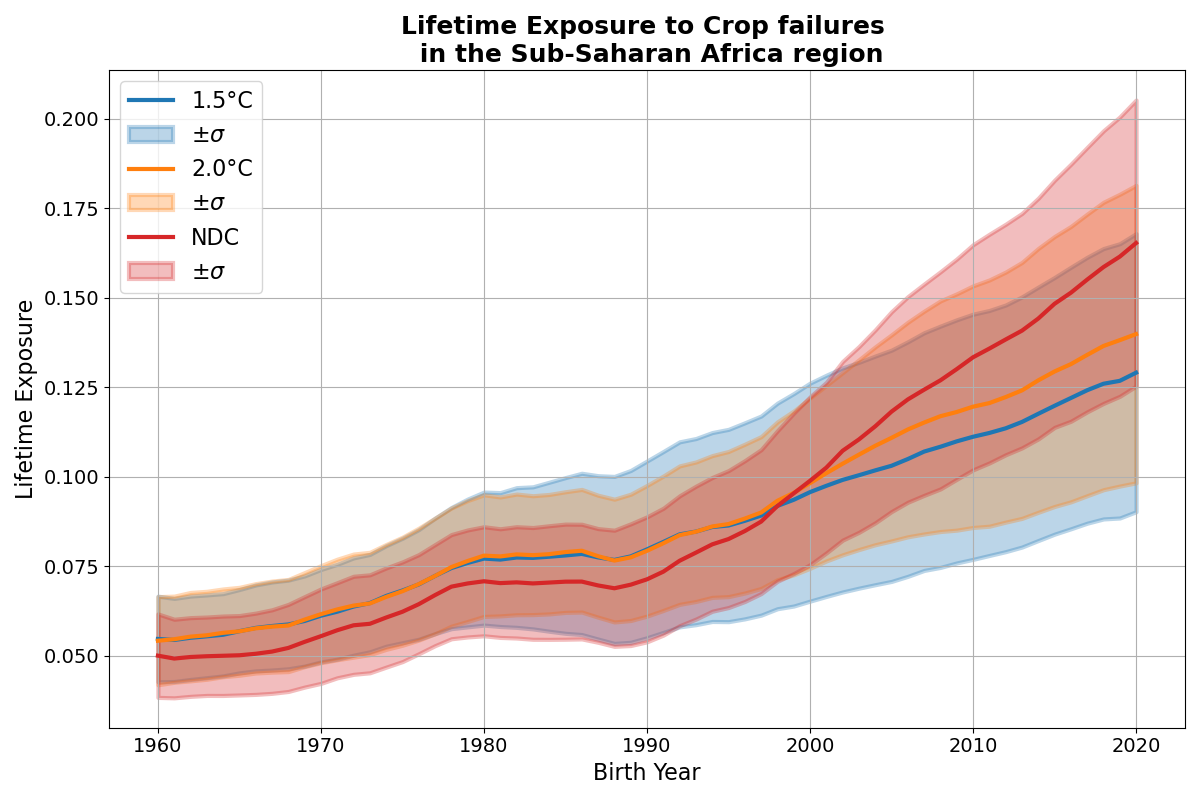 Lifetime Exposure to Crop failures
in the Sub-Saharan Africa region
1.5°C
±σ
2.0°C
±σ
NDC
±σ
0.200
0.175
0.150
0.125
0.100
0.075
0.050
Lifetime Exposure
1960 1970 1980 1990 2000 2010 2020
Birth Year